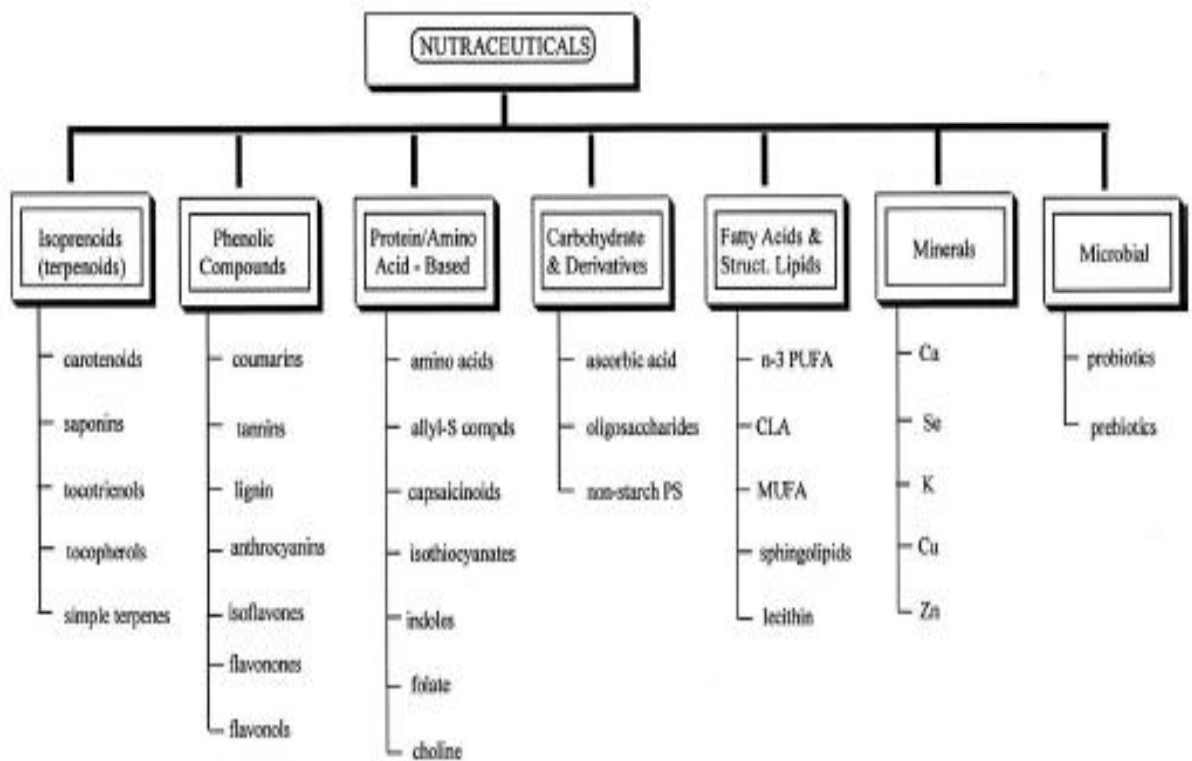 NUTRACEUTICALS
Isoprenoids
(terpenoids)
carotenoids
saponins
tocotrienols
tocopherols
simple terpenes
Phenolic
Compounds
coumarins
tannins
lignin
anthrocyanins
isoflavones
flavonones
flavonols
Protein/Amino
Acid - Based
amino acids
allyl-S compds
capsaicinoids
isothiocyanates
indoles
folate
choline
Carbohydrate
& Derivatives
ascorbic acid
oligosaccharides
non-starch PS
Fatty Acids &
Struct. Lipids
n-3 PUFA
CLA
MUFA
sphingolipids
lecithin
Minerals
Ca
Se
K
Cu
Zn
Microbial
probiotics
prebiotics